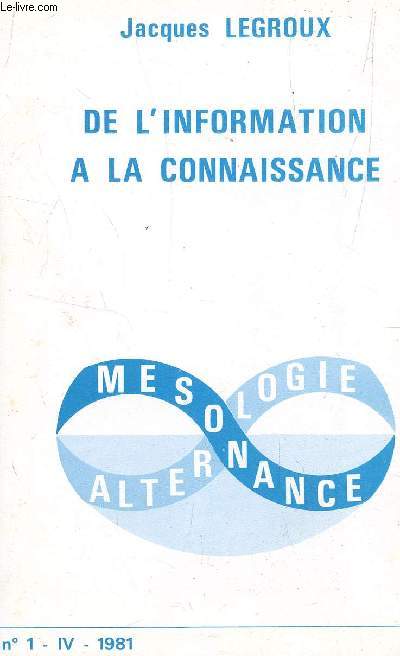 Le-livre.com
Jacques LEGROUX
DE L'INFORMATION
A LA CONNAISSANCE
MESOLOGIE
ALTERNANCE
n° 1 - IV - 1981